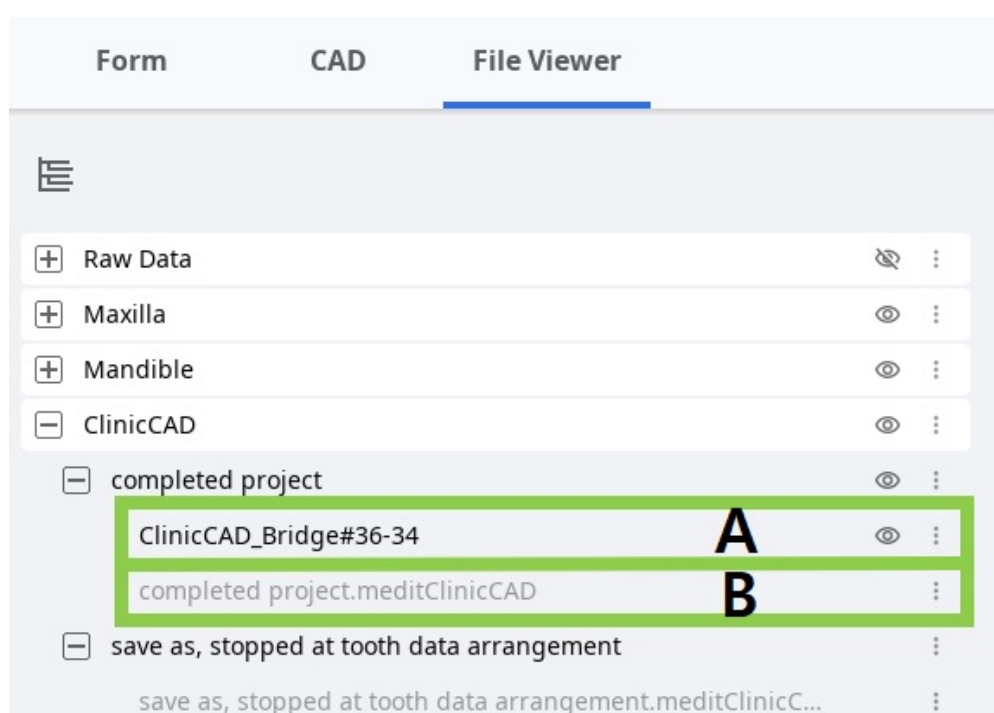 Form CAD File Viewer
Raw Data
Maxilla
Mandible
ClinicCAD
completed project
ClinicCAD_Bridge#36-34 A
completed project.meditClinicCAD B
save as, stopped at tooth data arrangement
save as, stopped at tooth data arrangement.meditClinicC...